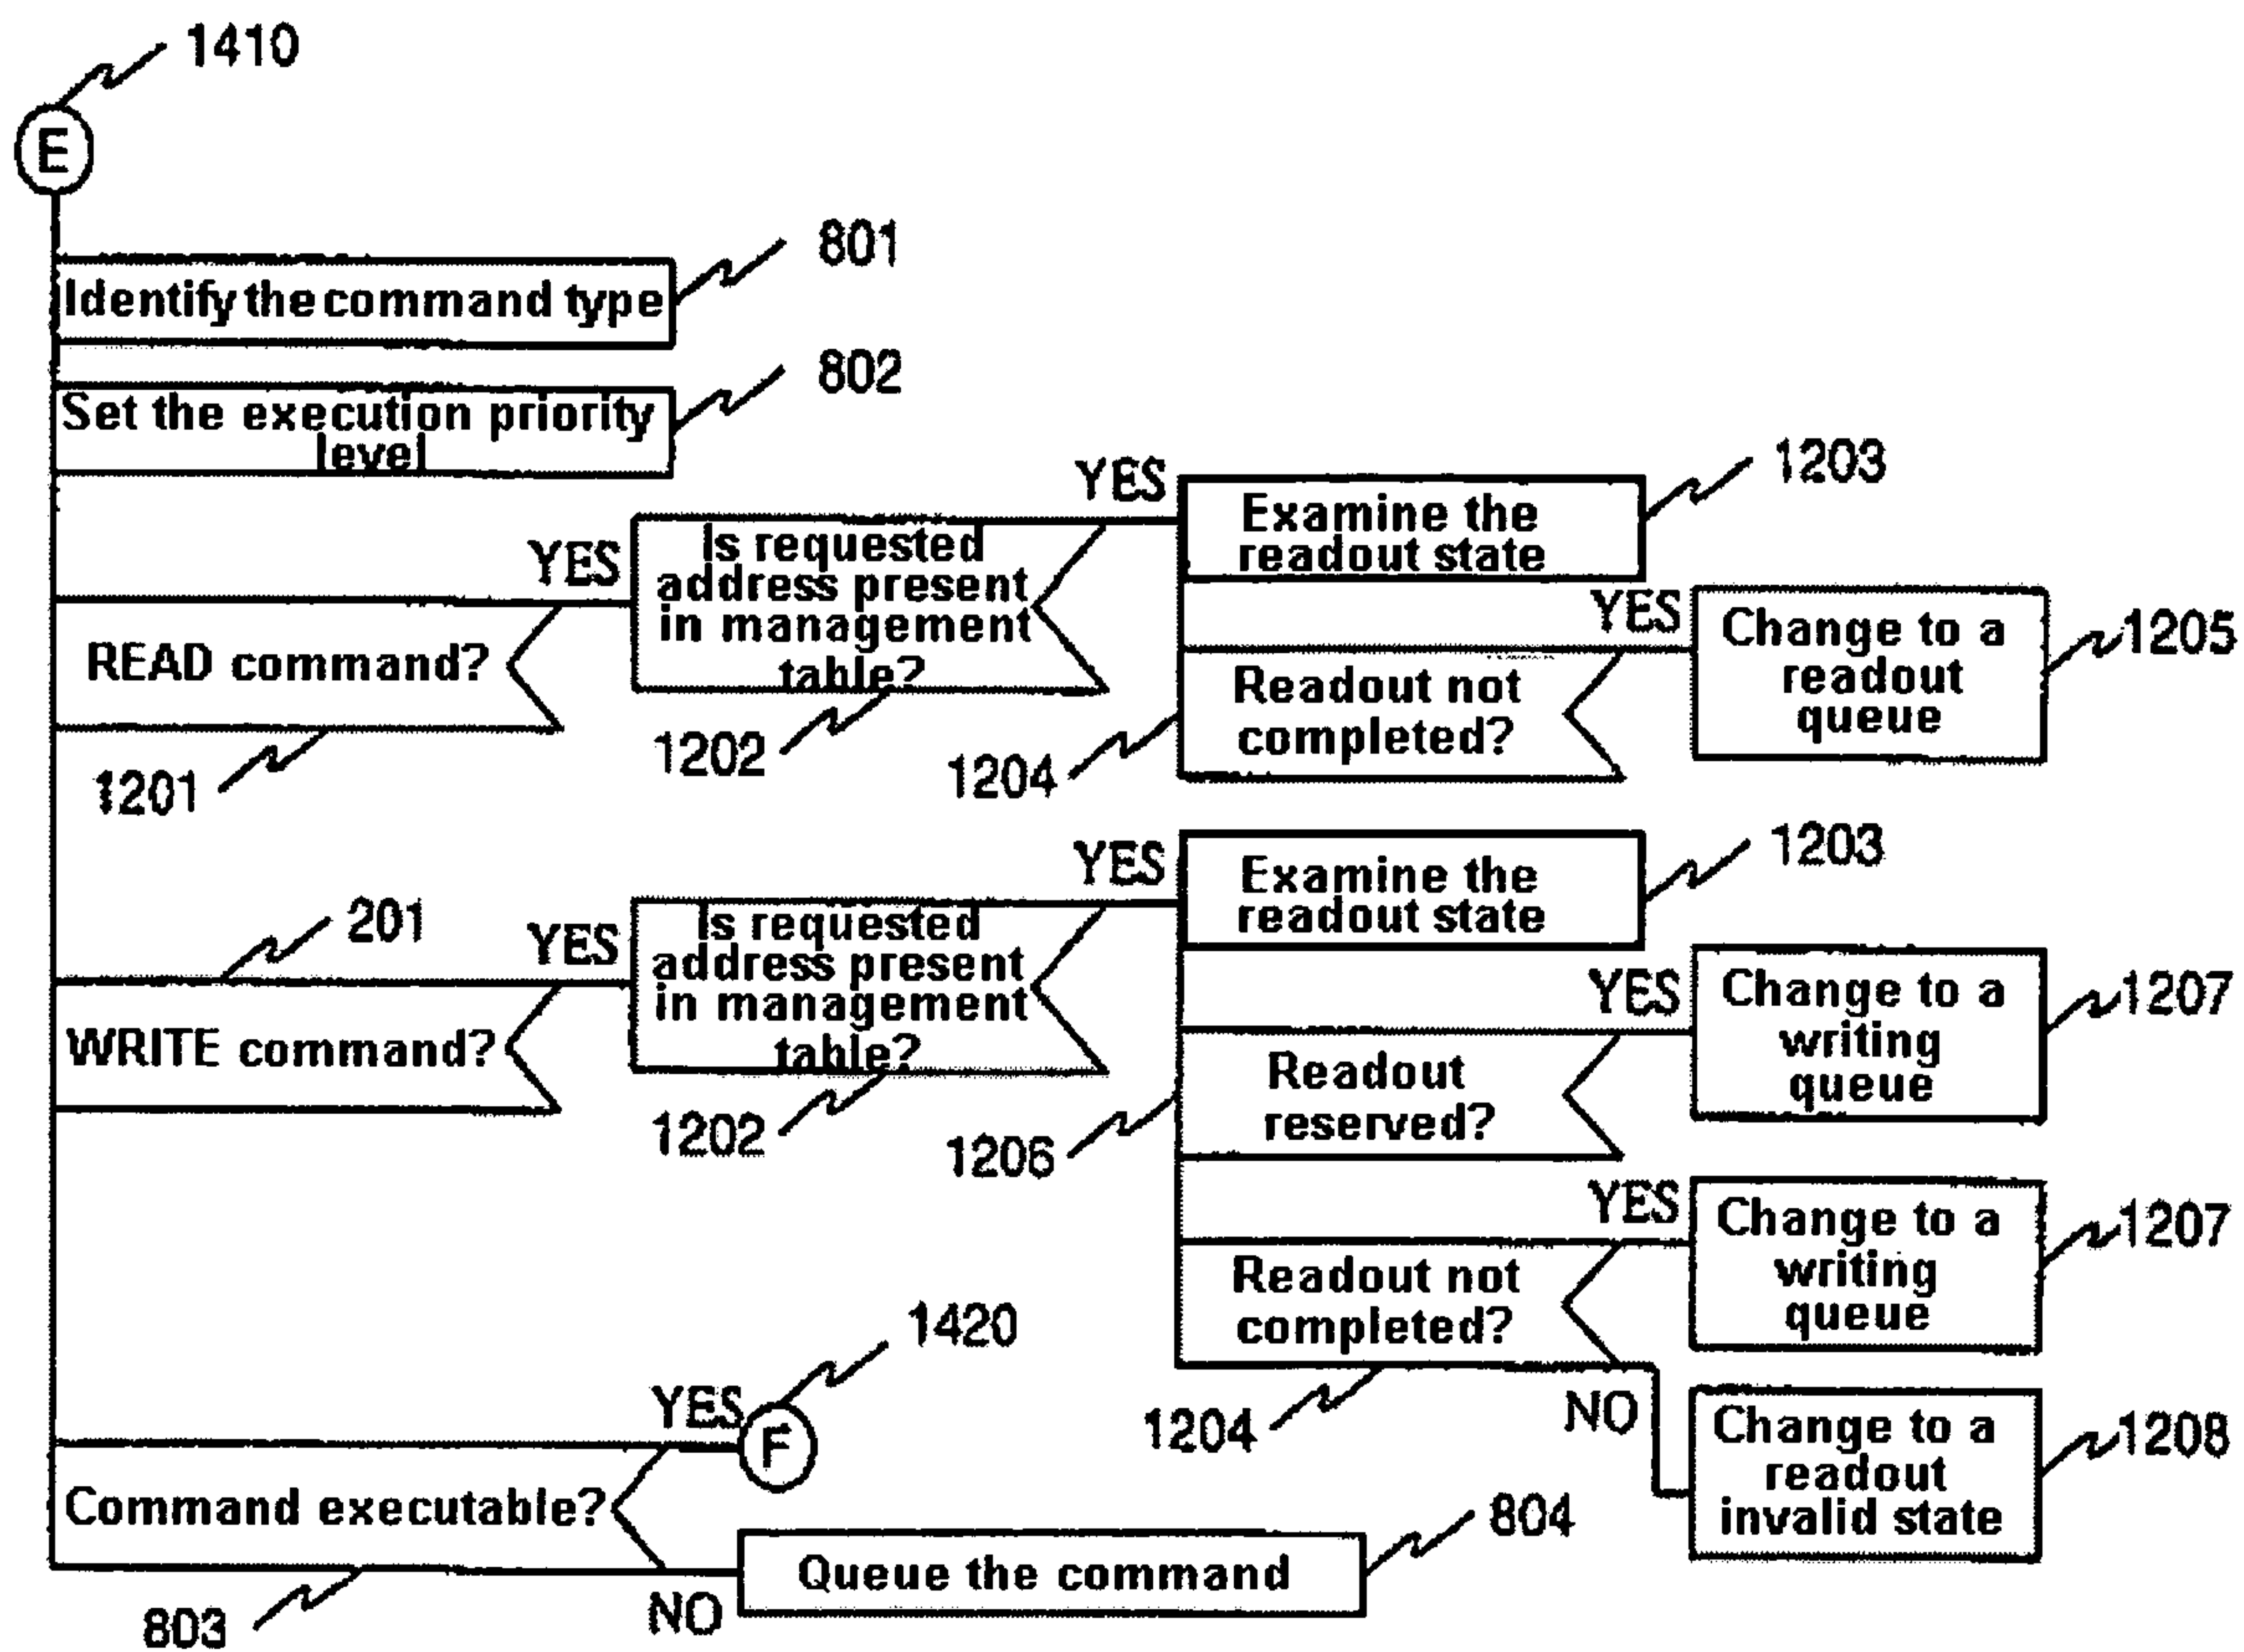 1410
E
801
Identify the command type
802
Set the execution priority
level
YES
Examine the
readout state
1203
YES
Is requested
address present
in management
table?
YES
Change to a
readout
queue
1205
READ command?
Readout not
completed?
1202
1204
1201
YES
Examine the
readout state
1203
201
YES
Is requested
address present
in management
table?
YES
Change to a
writing
queue
1207
WRITE command?
Readout
reserved?
1202
1206
YES
Change to a
writing
queue
1207
Readout not
completed?
1420
YES
F
1204
NO
Change to a
readout
invalid state
1208
Command executable?
804
Queue the command
NO
803